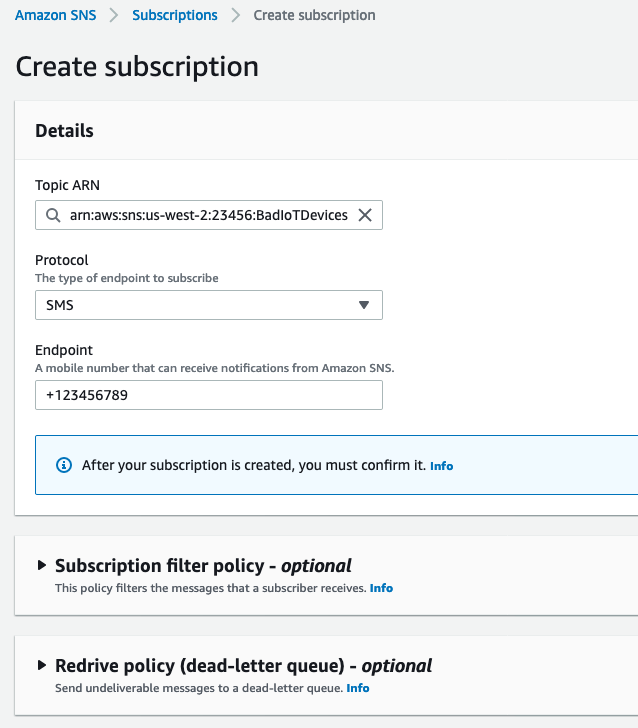 Amazon SNS > Subscriptions > Create subscription
Create subscription
Details
Topic ARN
arn:aws:sns:us-west-2:23456:BadIoTDevices
Protocol
The type of endpoint to subscribe
SMS
Endpoint
A mobile number that can receive notifications from Amazon SNS.
+123456789
After your subscription is created, you must confirm it. Info
Subscription filter policy - optional
This policy filters the messages that a subscriber receives. Info
Redrive policy (dead-letter queue) - optional
Send undeliverable messages to a dead-letter queue. Info